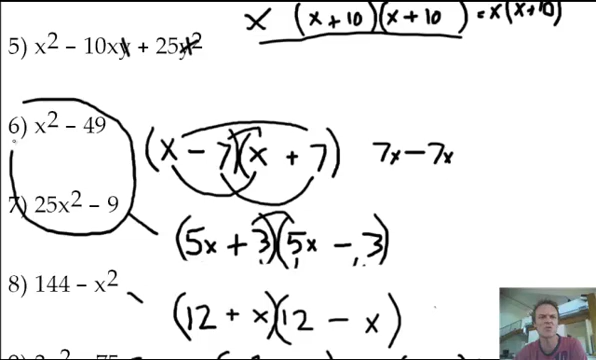 x (x + 10)(x + 10) = x(x+10)
5) x² − 10xy + 25y²
6) x² − 49 (x − 7)(x + 7) 7x − 7x
7) 25x² − 9 (5x + 3)(5x − 3)
8) 144 − x² (12 + x)(12 − x)